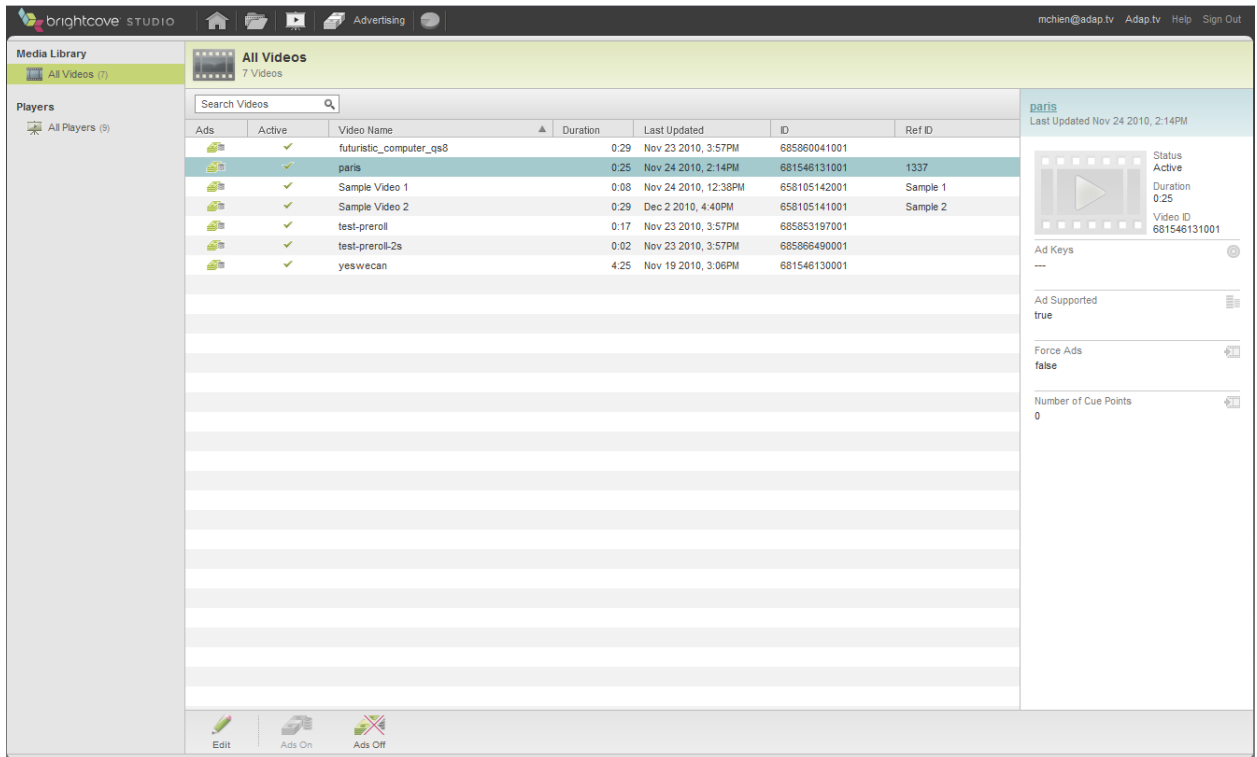 brightcove STUDIO Advertising mchien@adap.tv Adap.tv Help Sign Out
Media Library
All Videos (7)
Players
All Players (9)
All Videos
7 Videos
Search Videos
Ads Active Video Name Duration Last Updated ID Ref ID
futuristic_computer_qs8 0:29 Nov 23 2010, 3:57PM 685860041001
paris 0:25 Nov 24 2010, 2:14PM 681546131001 1337
Sample Video 1 0:08 Nov 24 2010, 12:38PM 658105142001 Sample 1
Sample Video 2 0:29 Dec 2 2010, 4:40PM 658105141001 Sample 2
test-preroll 0:17 Nov 23 2010, 3:57PM 685853197001
test-preroll-2s 0:02 Nov 23 2010, 3:57PM 685866490001
yeswecan 4:25 Nov 19 2010, 3:06PM 681546130001
paris
Last Updated Nov 24 2010, 2:14PM
Status
Active
Duration
0:25
Video ID
681546131001
Ad Keys
---
Ad Supported
true
Force Ads
false
Number of Cue Points
0
Edit Ads On Ads Off